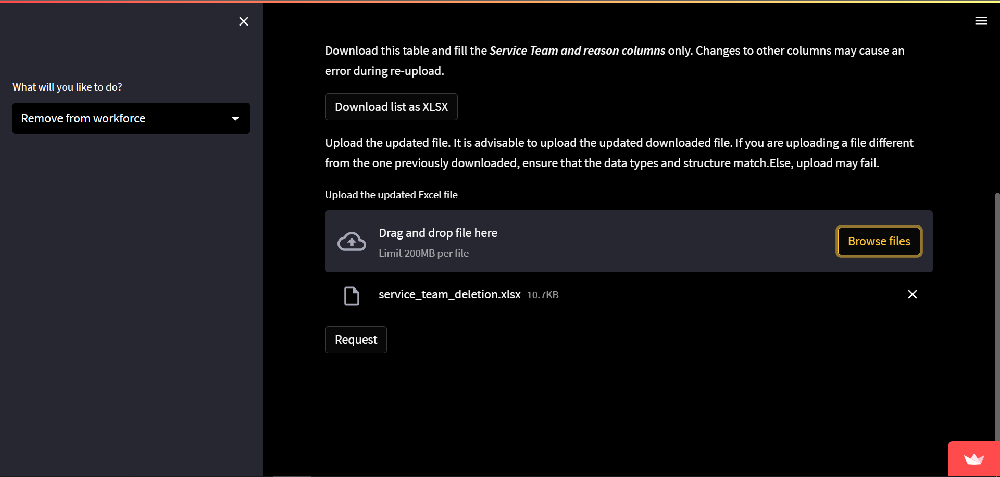 What will you like to do?
Remove from workforce
Download this table and fill the Service Team and reason columns only. Changes to other columns may cause an
error during re-upload.
Download list as XLSX
Upload the updated file. It is advisable to upload the updated downloaded file. If you are uploading a file different
from the one previously downloaded, ensure that the data types and structure match.Else, upload may fail.
Upload the updated Excel file
Drag and drop file here
Limit 200MB per file
Browse files
service_team_deletion.xlsx 10.7KB
Request